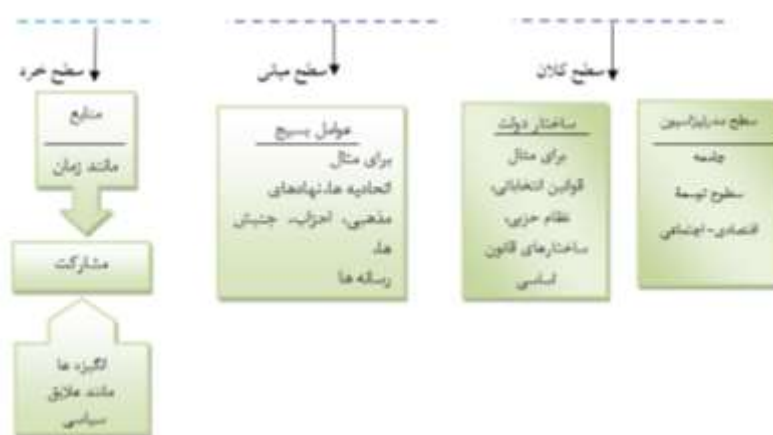 سطح کلان
سطح میانی
سطح خرد
سطح مدرنیزاسیون
جامعه
سطوح توسعۀ
اقتصادی- اجتماعی
ساختار دولت
برای مثال
قوانین انتخاباتی،
نظام حزبی،
ساختارهای قانون
اساسی
عوامل بسیج
برای مثال
اتحادیه ها،نهادهای
مذهبی، احزاب، جنبش
ها،
رسانه ها
منابع
مانند زمان
مشارکت
انگیزه ها
مانند علایق
سیاسی